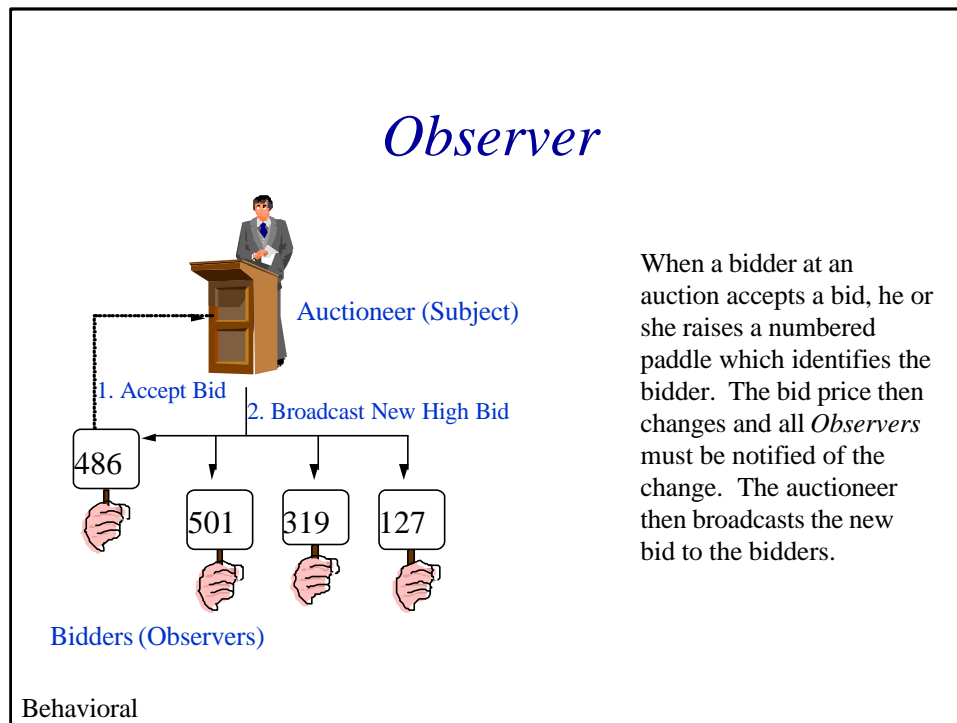 Observer
Auctioneer (Subject)
1. Accept Bid
2. Broadcast New High Bid
486
501
319
127
Bidders (Observers)
When a bidder at an
auction accepts a bid, he or
she raises a numbered
paddle which identifies the
bidder.  The bid price then
changes and all Observers
must be notified of the
change.  The auctioneer
then broadcasts the new
bid to the bidders.
Behavioral